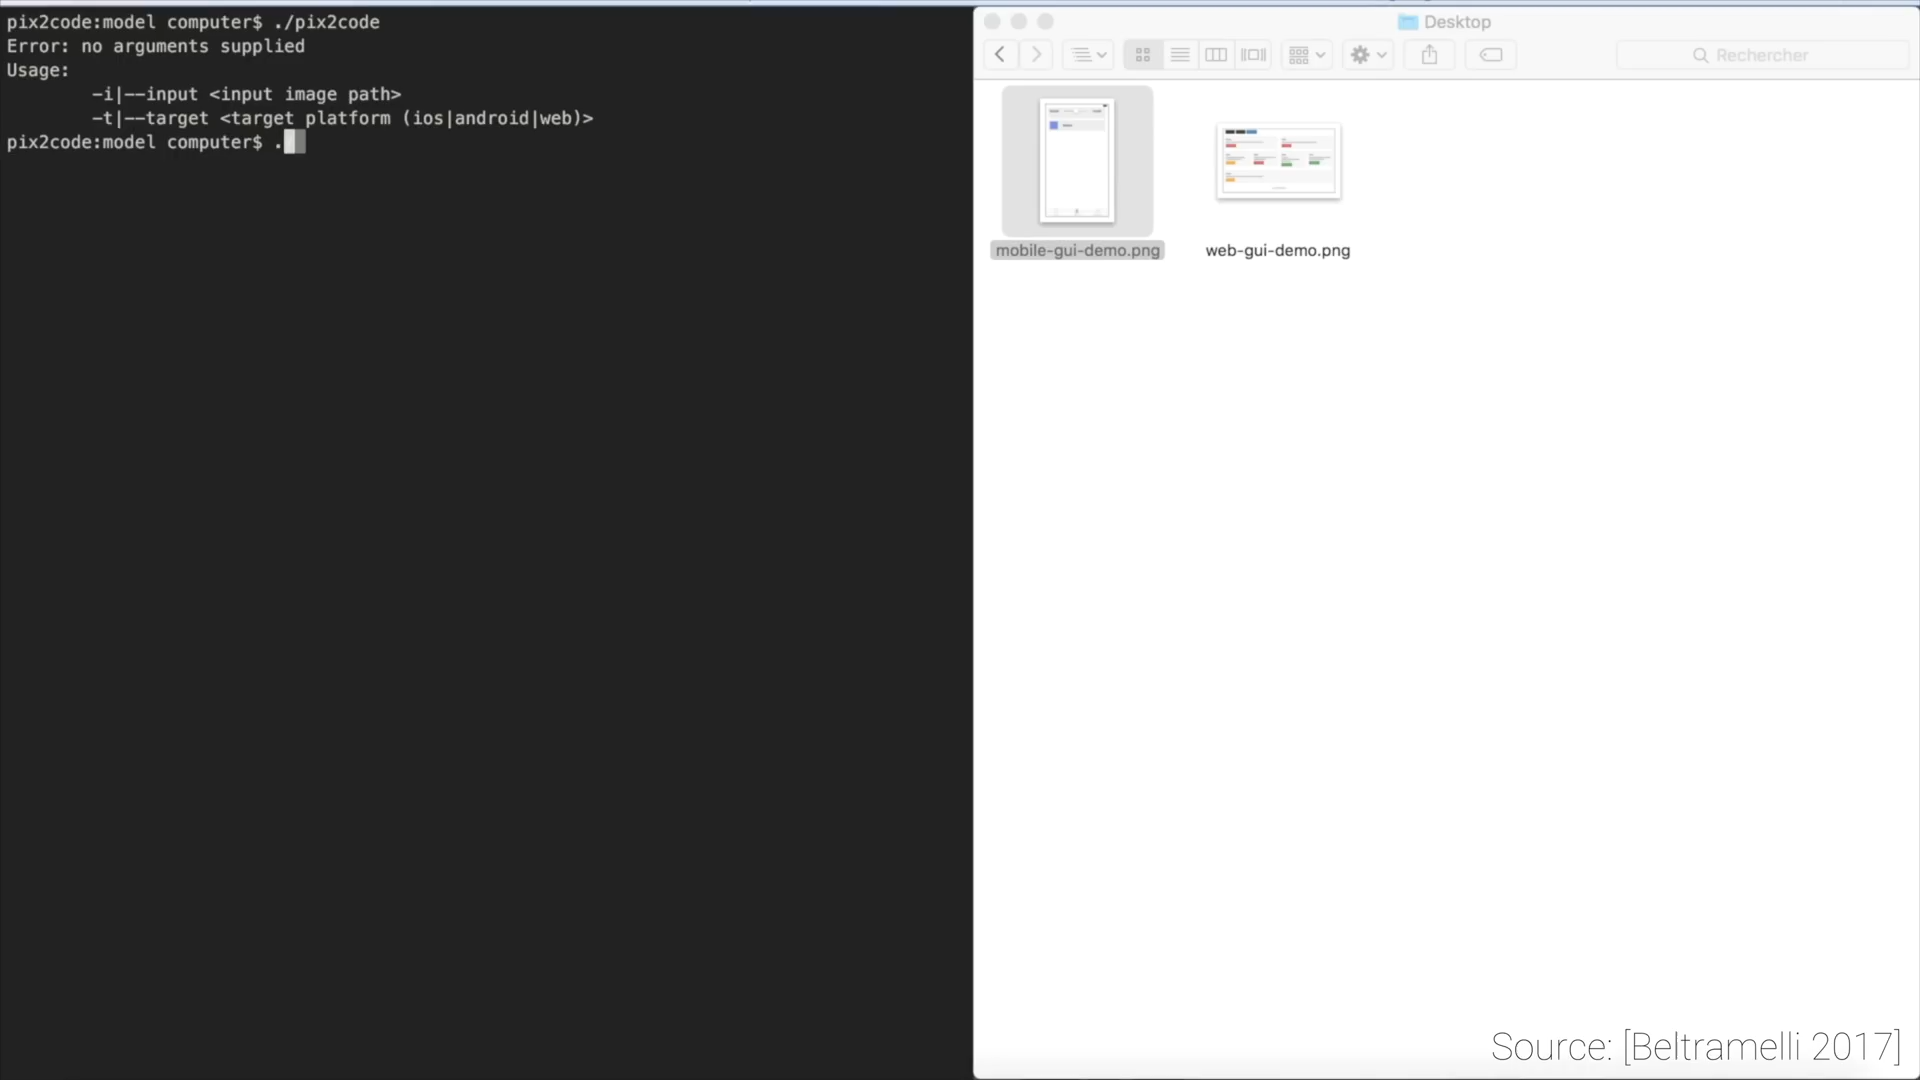 pix2code:model computer$ ./pix2code
Error: no arguments supplied
Usage:
-i|--input <input image path>
-t|--target <target platform (ios|android|web)>
pix2code:model computer$ .
Desktop
Rechercher
mobile-gui-demo.png
web-gui-demo.png
Source: [Beltramelli 2017]